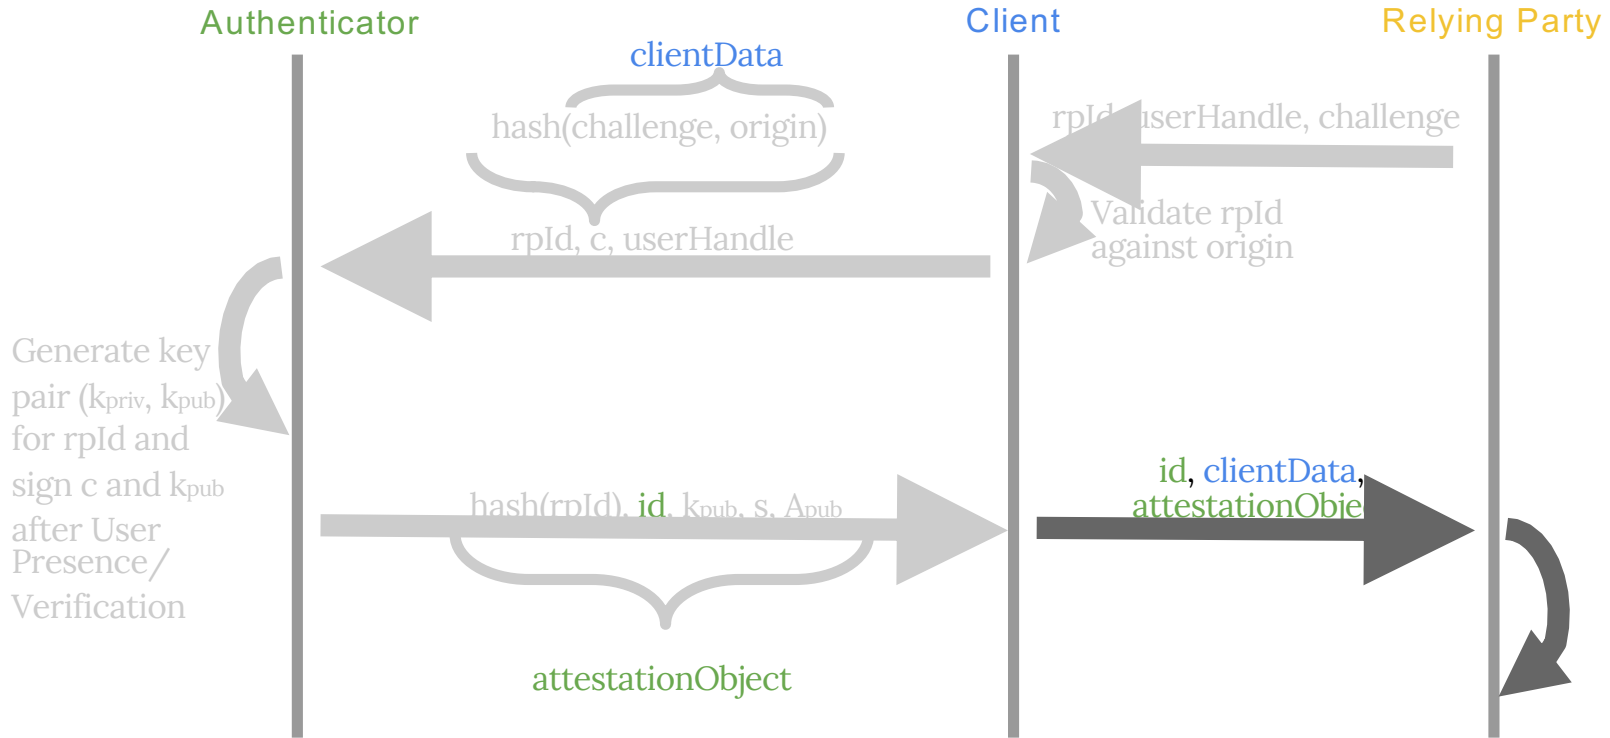 Authenticator
Client
Relying Party
clientData
hash(challenge, origin)
rpId, userHandle, challenge
Validate rpId
against origin
rpId, c, userHandle
Generate key
pair (kpriv, kpub)
for rpId and
sign c and kpub
after User
Presence/
Verification
hash(rpId), id, kpub, s, Apub
attestationObject
id, clientData,
attestationObje